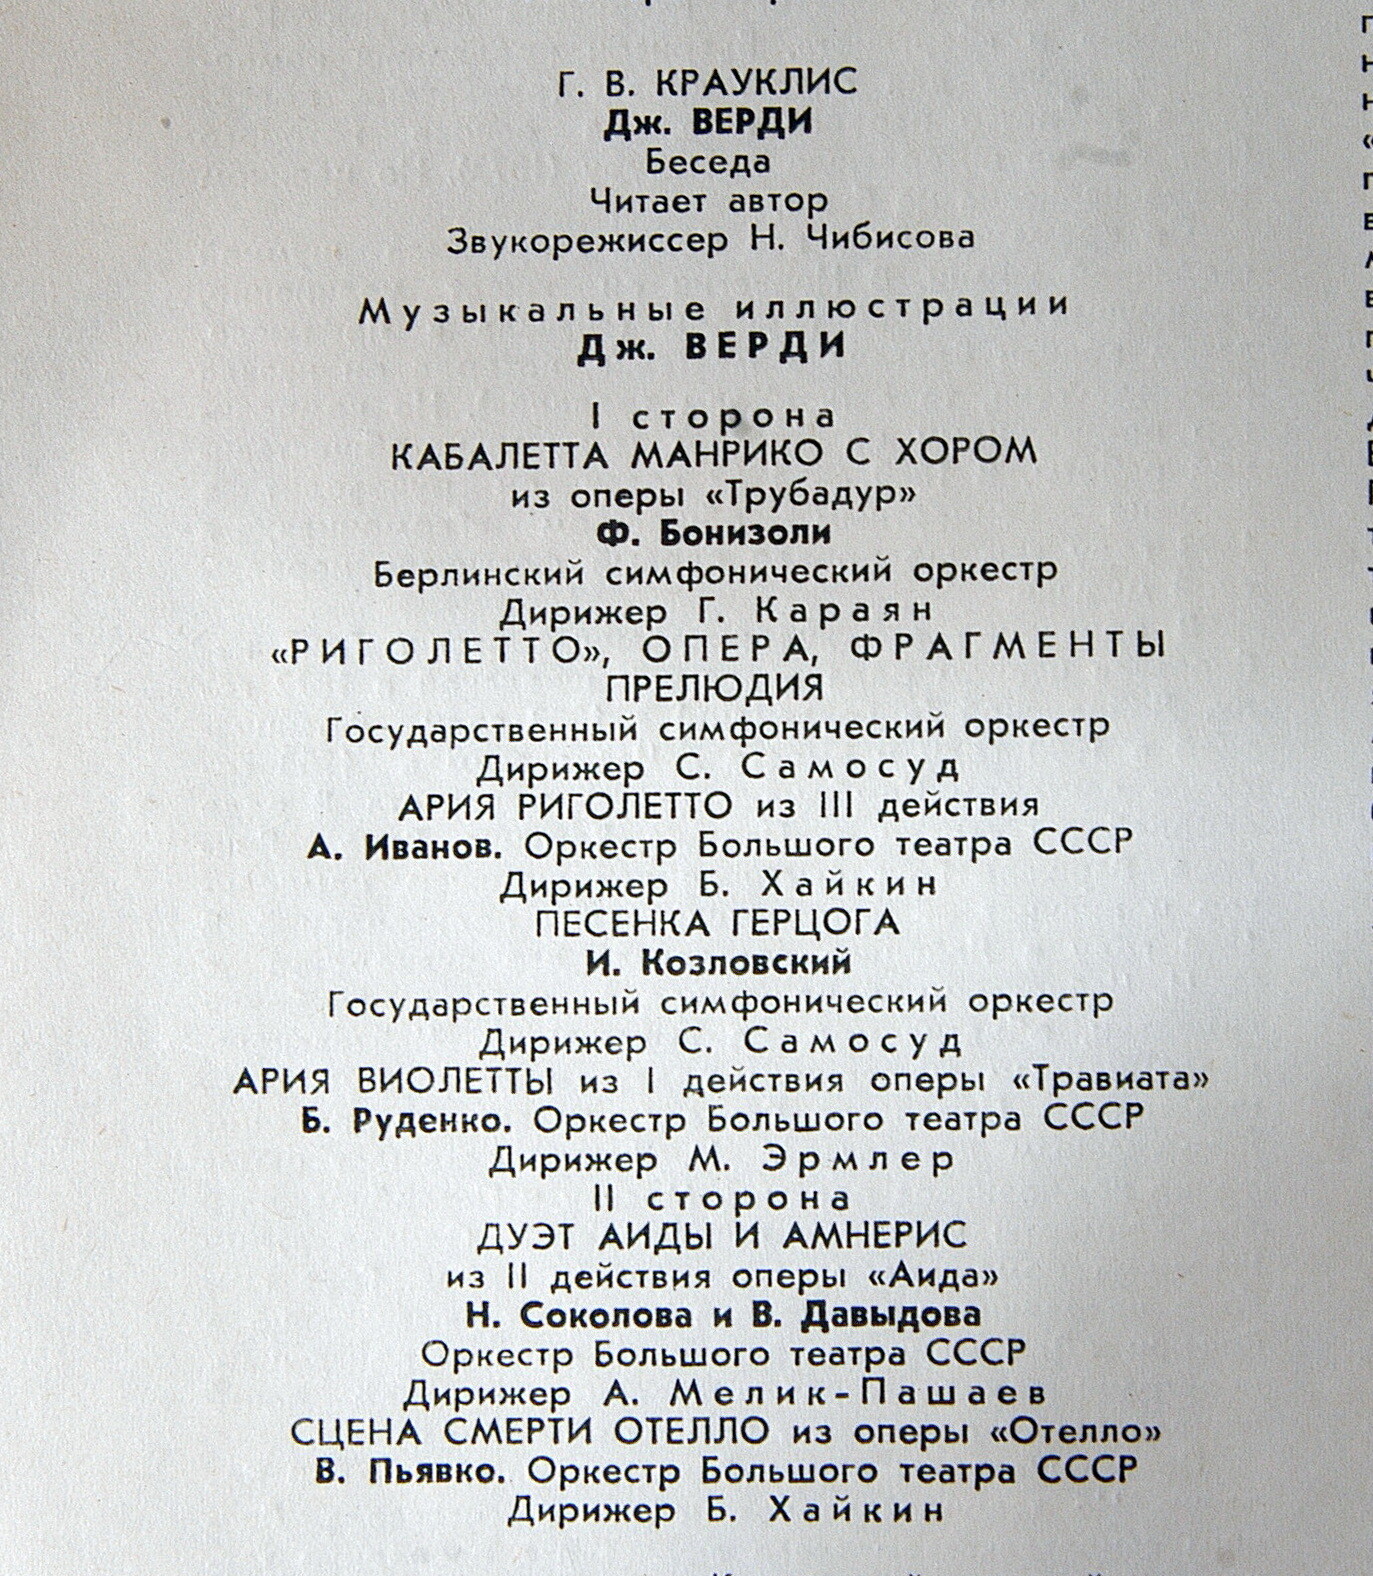 Г. В. КРАУКЛИС
Дж. ВЕРДИ
Беседа
Читает автор
Звукорежиссер Н. Чибисова
Музыкальные иллюстрации
Дж. ВЕРДИ
I сторона
КАБАЛЕТТА МАНРИКО С ХОРОМ
из оперы «Трубадур»
Ф. Бонизоли
Берлинский симфонический оркестр
Дирижер Г. Караян
«РИГОЛЕТТО», ОПЕРА, ФРАГМЕНТЫ
ПРЕЛЮДИЯ
Государственный симфонический оркестр
Дирижер С. Самосуд
АРИЯ РИГОЛЕТТО из III действия
А. Иванов. Оркестр Большого театра СССР
Дирижер Б. Хайкин
ПЕСЕНКА ГЕРЦОГА
И. Козловский
Государственный симфонический оркестр
Дирижер С. Самосуд
АРИЯ ВИОЛЕТТЫ из I действия оперы «Травиата»
Б. Руденко. Оркестр Большого театра СССР
Дирижер М. Эрмлер
II сторона
ДУЭТ АИДЫ И АМНЕРИС
из II действия оперы «Аида»
Н. Соколова и В. Давыдова
Оркестр Большого театра СССР
Дирижер А. Мелик-Пашаев
СЦЕНА СМЕРТИ ОТЕЛЛО из оперы «Отелло»
В. Пьявко. Оркестр Большого театра СССР
Дирижер Б. Хайкин